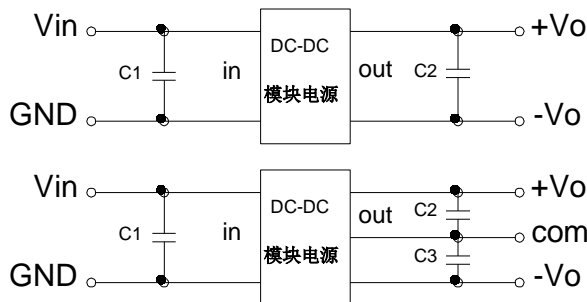 Vin
DC-DC
+Vo
C1
in
out
C2
模块电源
GND
-Vo
Vin
DC-DC
+Vo
out
C2
C1
in
com
模块电源
C3
GND
-Vo